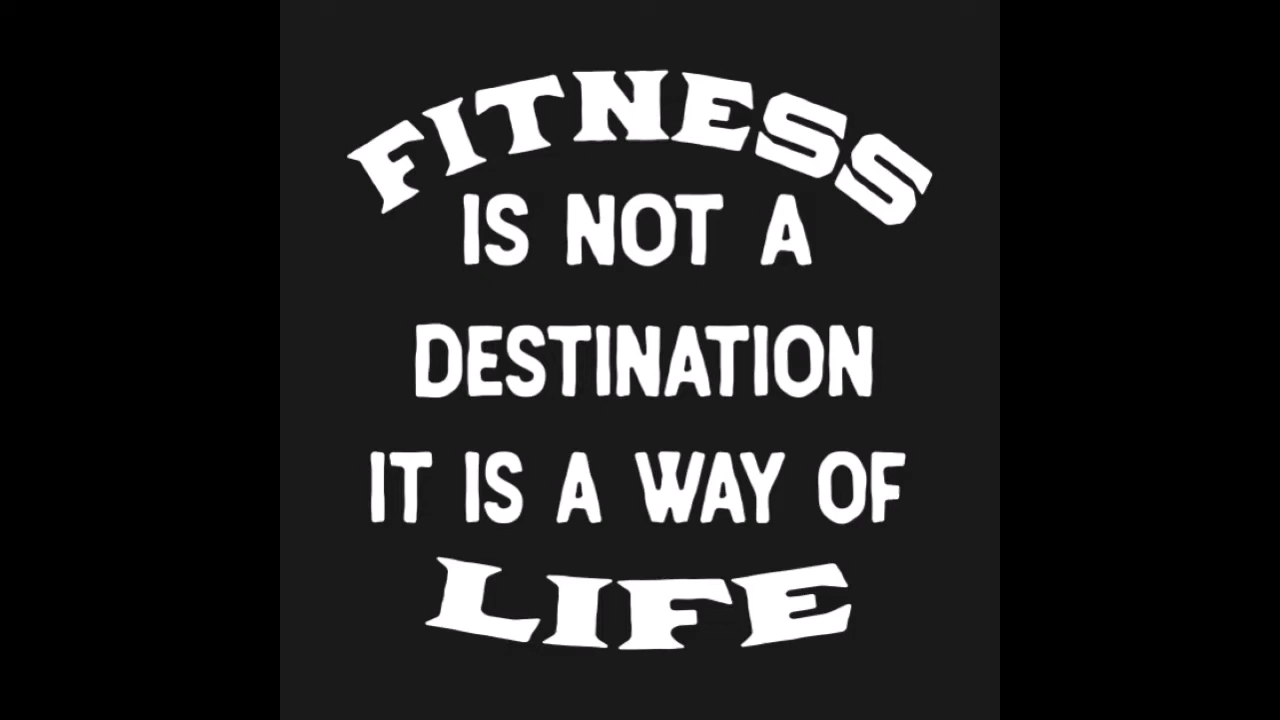 FITNESS
IS NOT A
DESTINATION
IT IS A WAY OF
LIFE